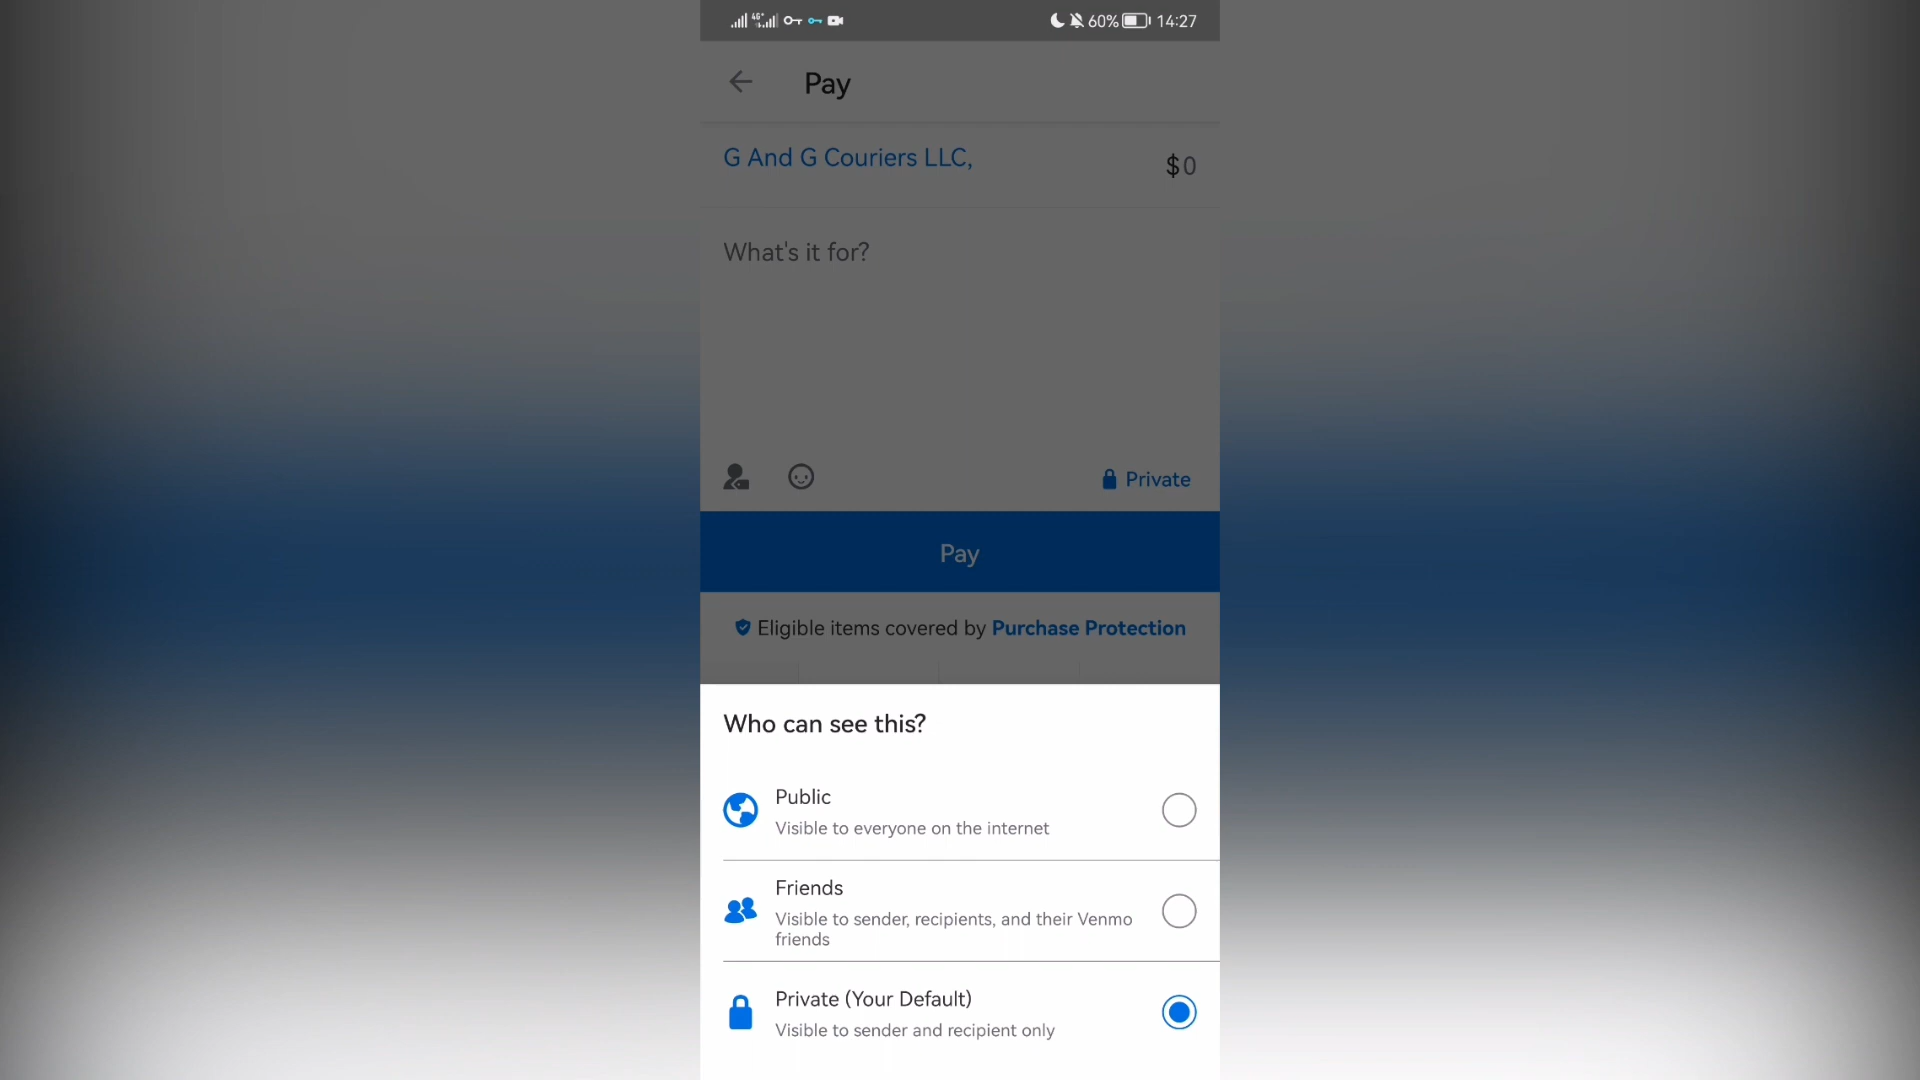 4G 60% 14:27
Pay
G And G Couriers LLC,
$0
What's it for?
Private
Pay
Eligible items covered by Purchase Protection
Who can see this?
Public
Visible to everyone on the internet
Friends
Visible to sender, recipients, and their Venmo
friends
Private (Your Default)
Visible to sender and recipient only